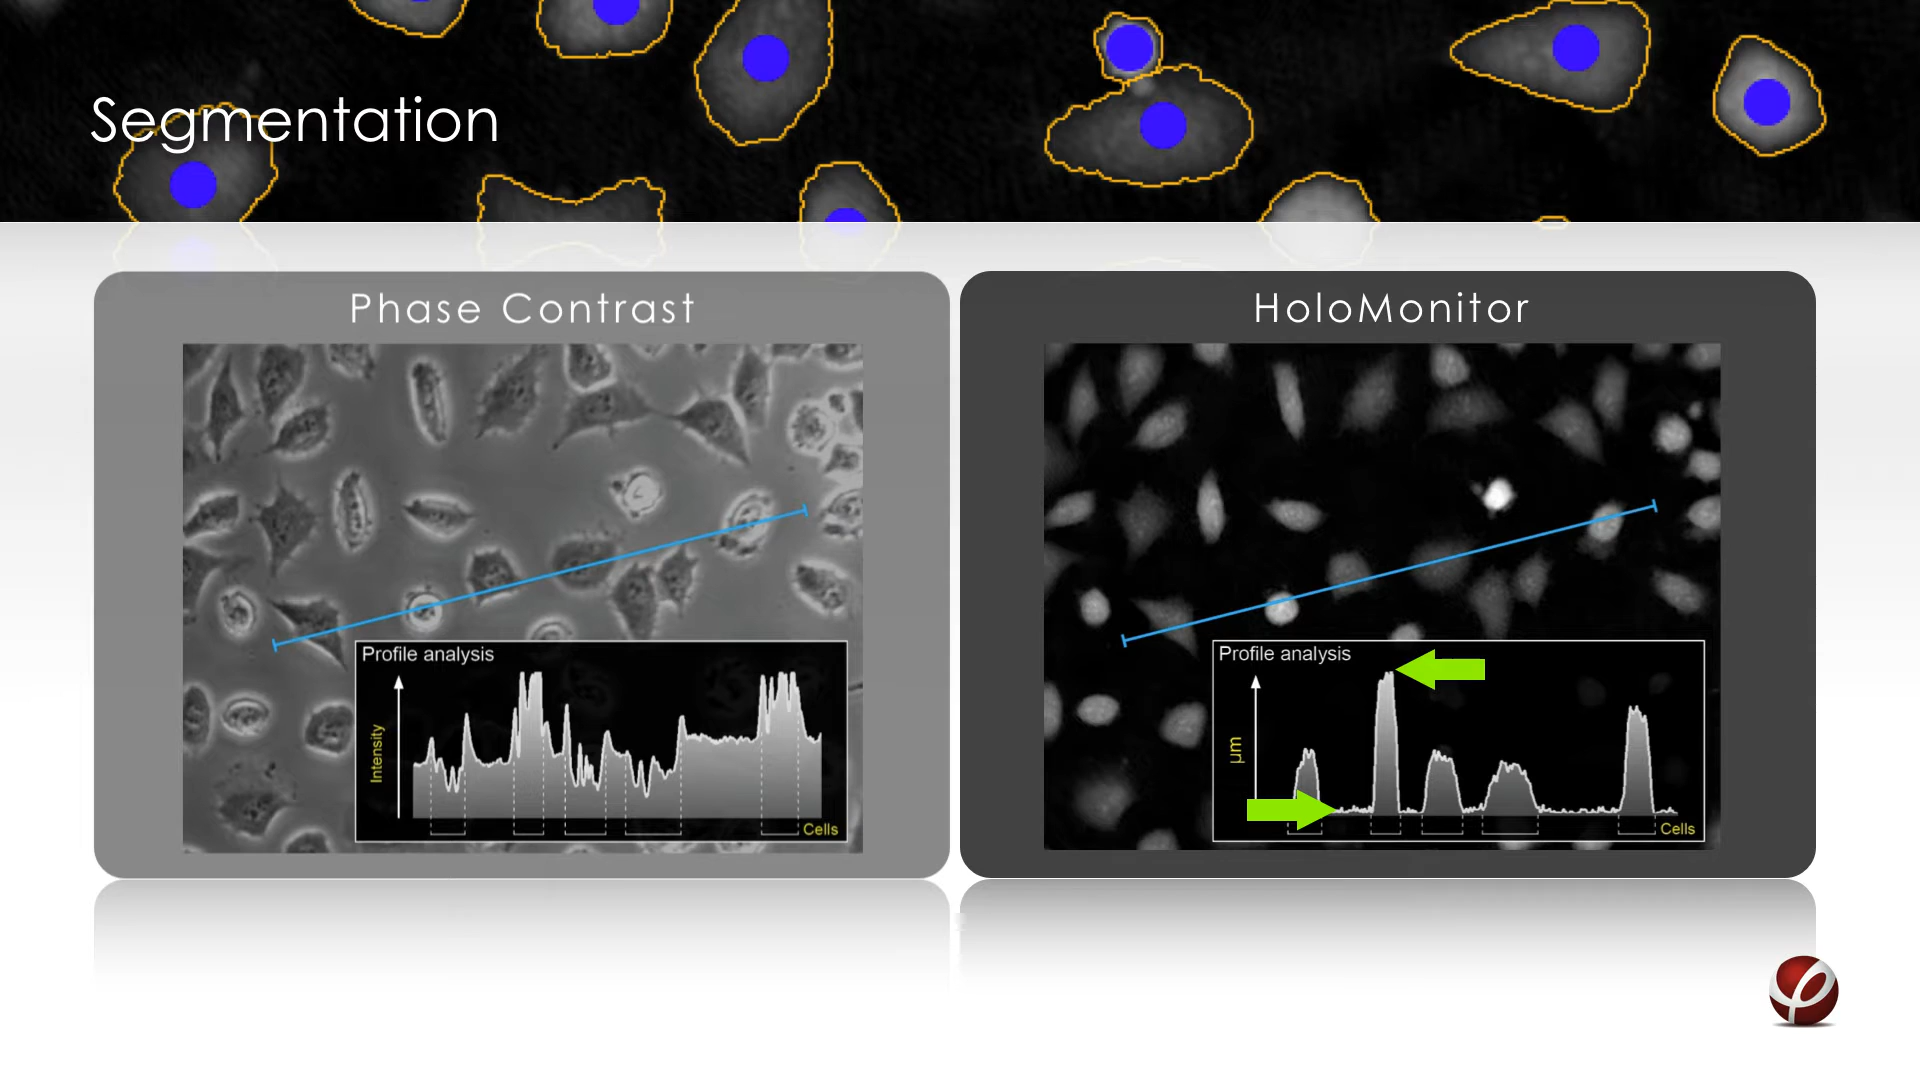 Segmentation
Phase Contrast
Profile analysis
Intensity
Cells
HoloMonitor
Profile analysis
µm
Cells